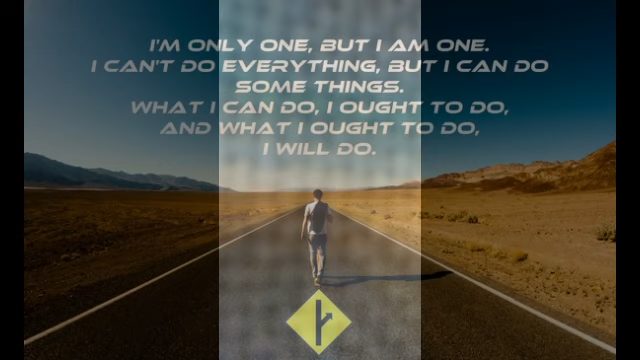 I'M ONLY ONE, BUT I AM ONE.
I CAN'T DO EVERYTHING, BUT I CAN DO
SOME THINGS.
WHAT I CAN DO, I OUGHT TO DO,
AND WHAT I OUGHT TO DO,
I WILL DO.